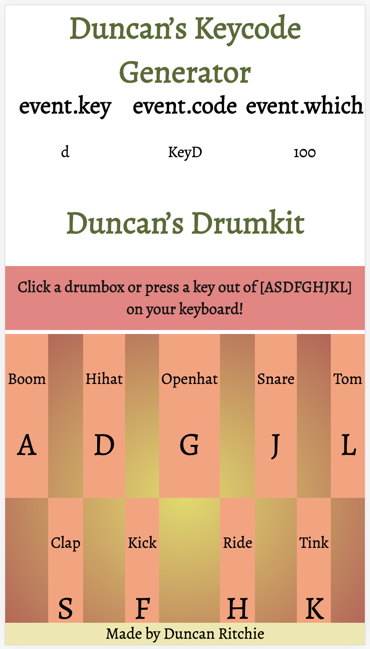 Duncan’s Keycode
Generator
event.key event.code event.which
d KeyD 100
Duncan’s Drumkit
Click a drumbox or press a key out of [ASDFGHJKL]
on your keyboard!
Boom Hihat Openhat Snare Tom
A D G J L
Clap Kick Ride Tink
S F H K
Made by Duncan Ritchie